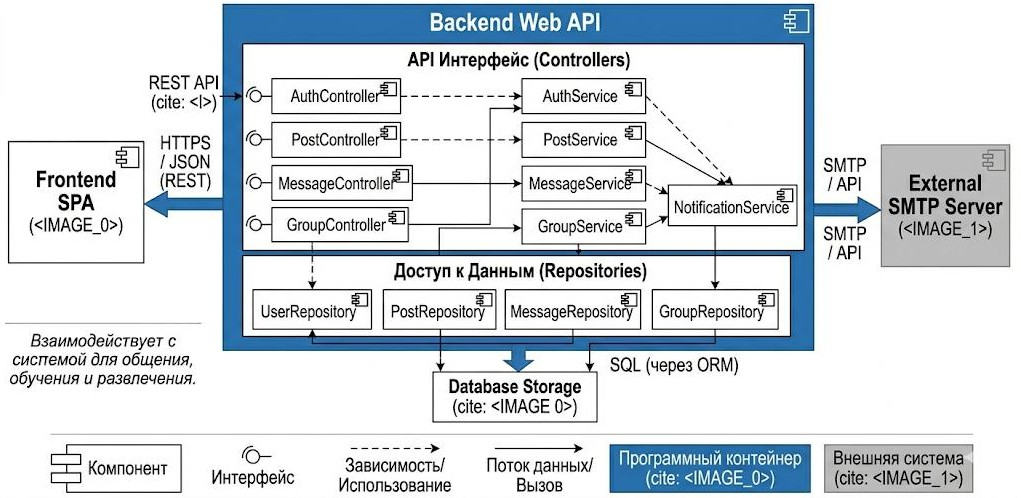 Backend Web API
API Интерфейс (Controllers)
REST API
(cite: <I>)
AuthController
AuthService
PostController
PostService
MessageController
MessageService
GroupController
GroupService
NotificationService
HTTPS
/ JSON
(REST)
Frontend
SPA
(<IMAGE_0>)
SMTP
/ API
SMTP
/ API
External
SMTP Server
(<IMAGE_1>)
Доступ к Данным (Repositories)
UserRepository
PostRepository
MessageRepository
GroupRepository
Взаимодействует с
системой для общения,
обучения и развлечения.
SQL (через ORM)
Database Storage
(cite: <IMAGE 0>)
Компонент
Интерфейс
Зависимость/
Использование
Поток данных/
Вызов
Программный контейнер
(cite: <IMAGE_0>)
Внешняя система
(cite: <IMAGE_1>)